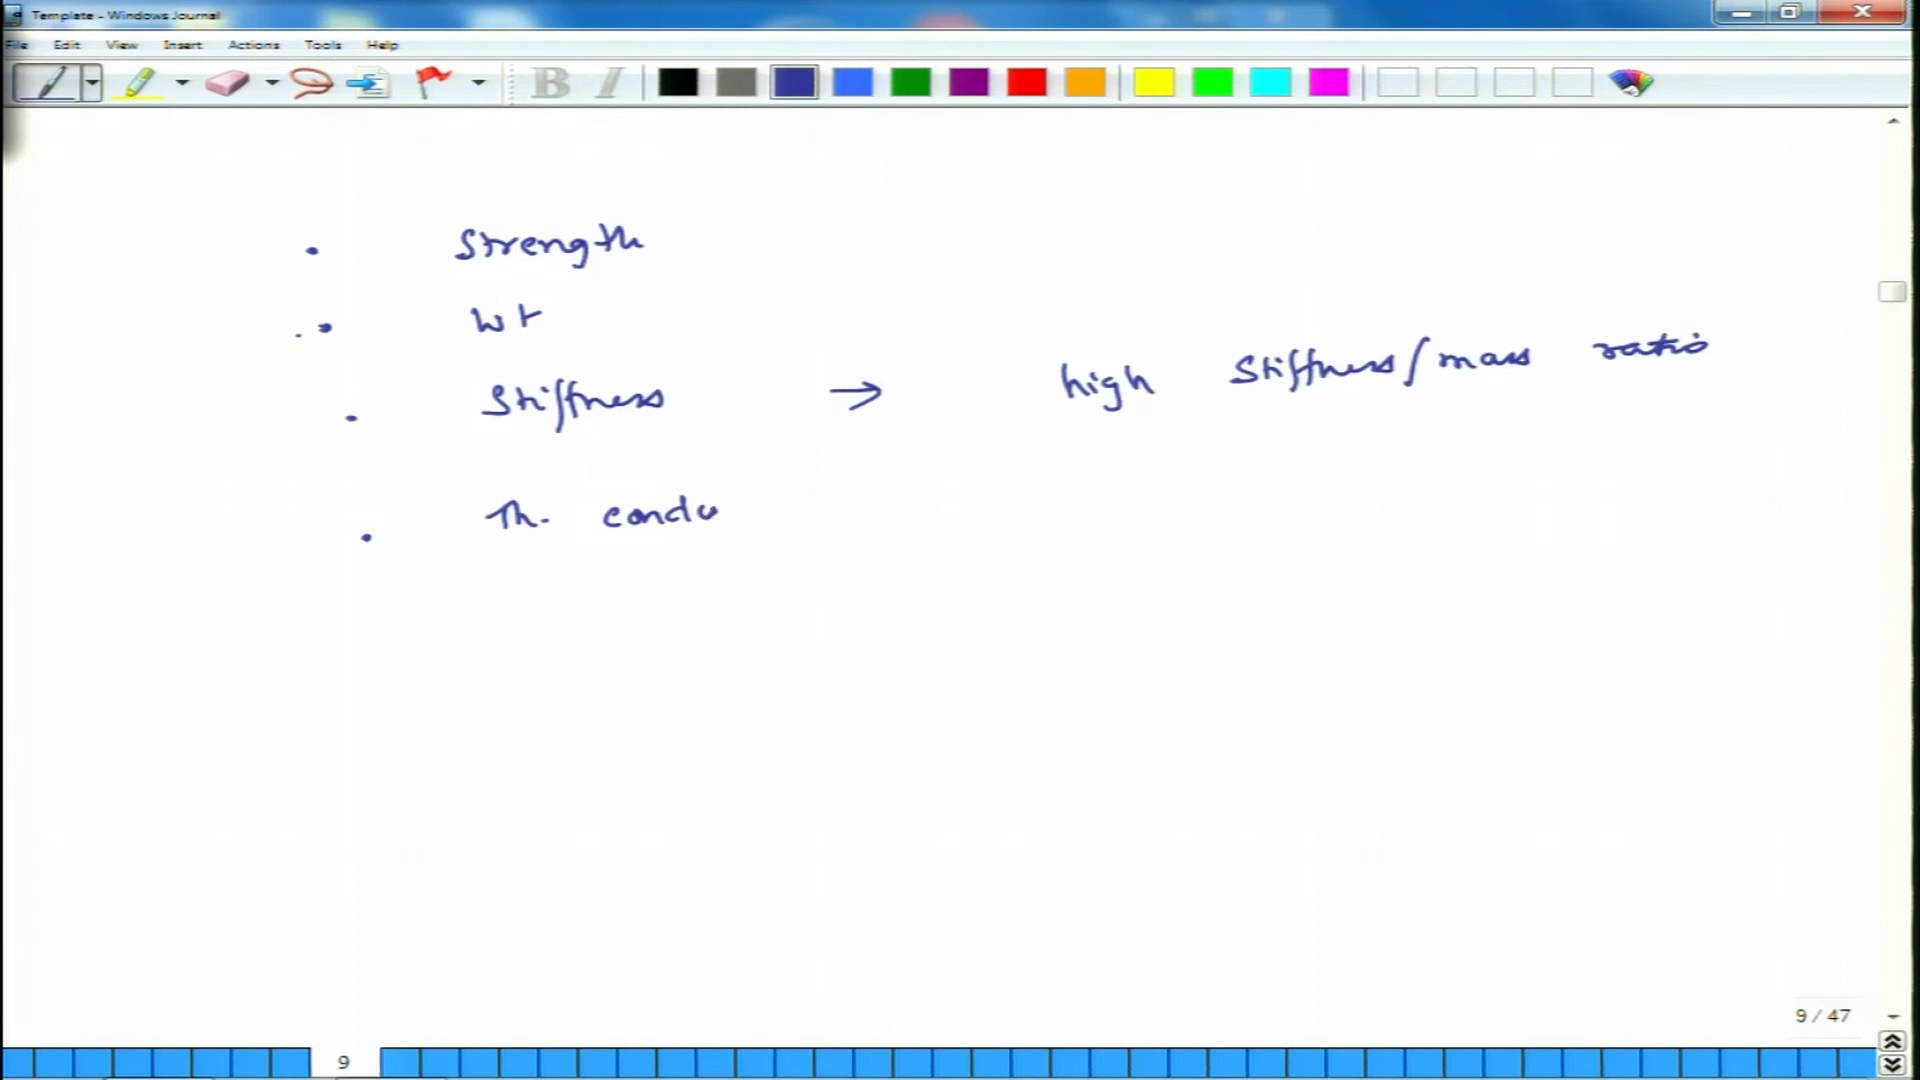 Template - Windows Journal
File Edit View Insert Actions Tools Help
B I
• Strength
• Wt
• Stiffness → high Stiffness/mass ratio
• Th. condu
9 / 47
9